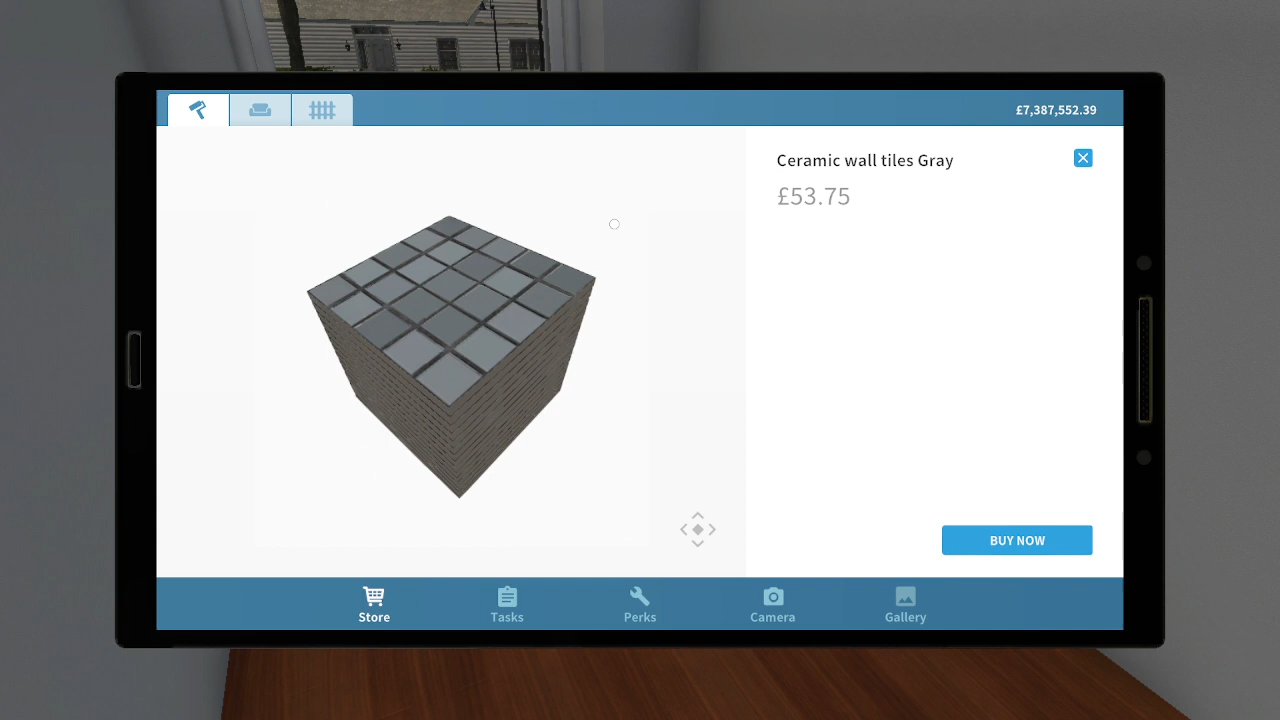 £7,387,552.39
Ceramic wall tiles Gray
£53.75
BUY NOW
Store
Tasks
Perks
Camera
Gallery